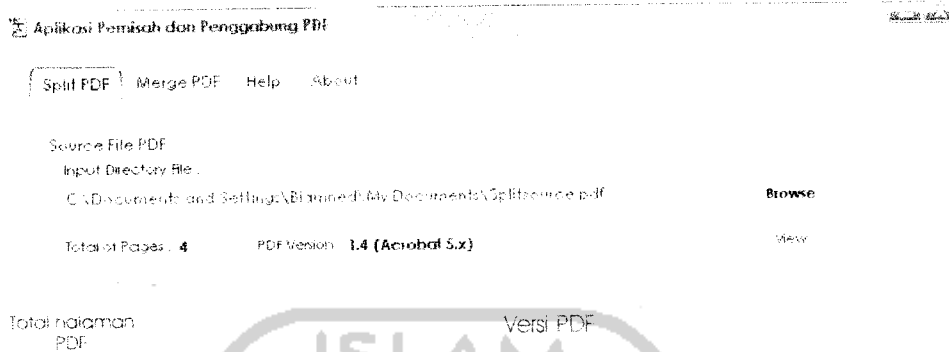 Aplikasi Pemisah dan Penggabung PDF
Split PDF Merge PDF Help About
Source File PDF
Input Directory File :
C:\Documents and Settings\Biamned\My Documents\Splitsource.pdf Browse
Total of Pages : 4 PDF Version 1.4 (Acrobat 5.x) View
Total halaman PDF Versi PDF
ISLAM